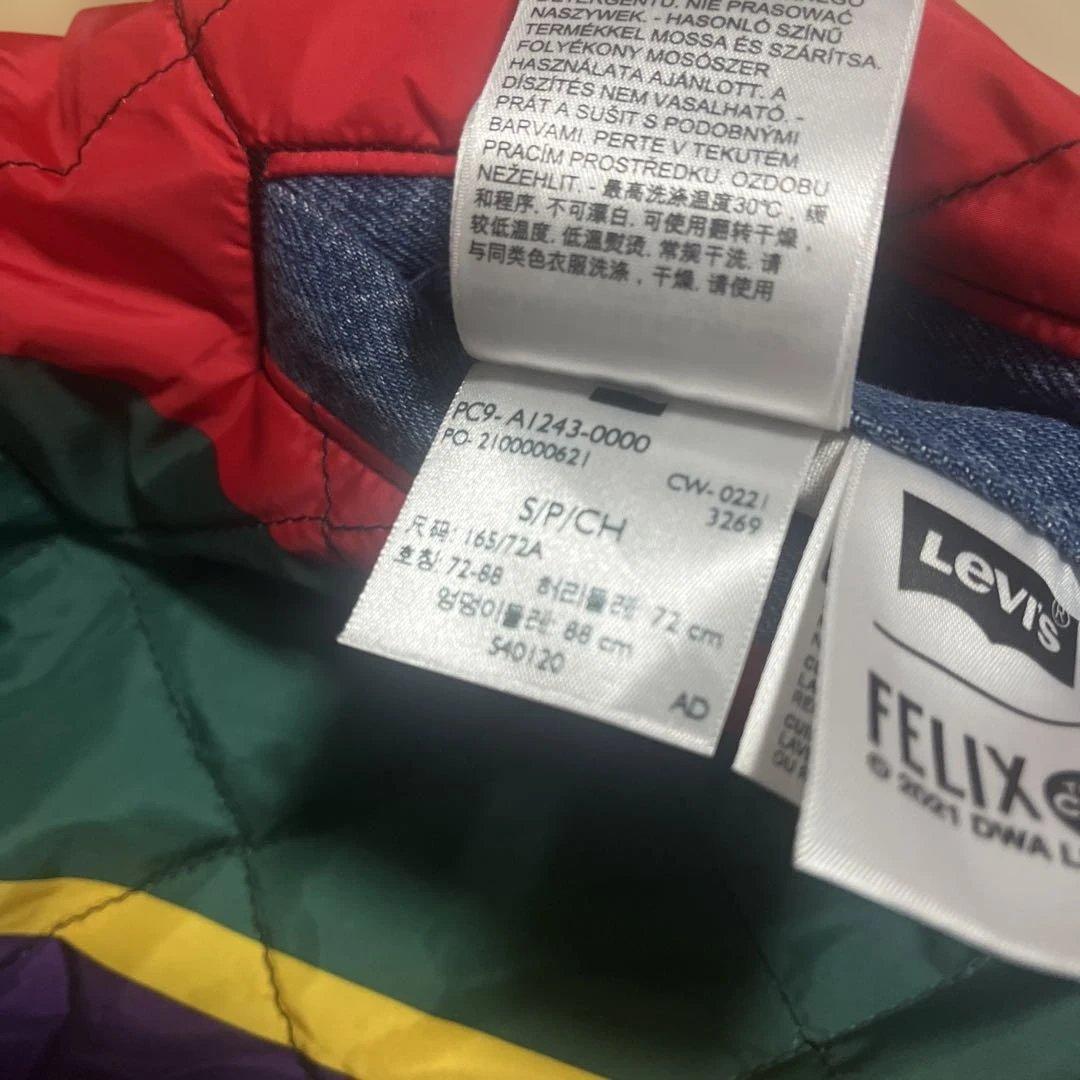 DETERGENTU. NIE PRASOWAĆ
NASZYWEK. - HASONLÓ SZÍNŰ
TERMÉKKEL MOSSA ÉS SZÁRÍTSA.
FOLYÉKONY MOSÓSZER
HASZNÁLATA AJÁNLOTT. A
DÍSZÍTÉS NEM VASALHATÓ. -
PRÁT A SUŠIT S PODOBNÝMI
BARVAMI. PERTE V TEKUTÉM
PRACÍM PROSTŘEDKU. OZDOBU
NEŽEHLIT. - 最高洗涤温度30℃, 缓
和程序. 不可漂白. 可使用翻转干燥,
较低温度. 低温熨烫. 常规干洗. 请
与同类色衣服洗涤, 干燥. 请使用
PC9- A1243-0000
PO- 2100000621
CW- 0221
3269
S/P/CH
尺码: 165/72A
호칭: 72-88 허리둘레: 72 cm
엉덩이둘레: 88 cm
S40120
AD
Levi's®
FELIX
© 2021 DWA L